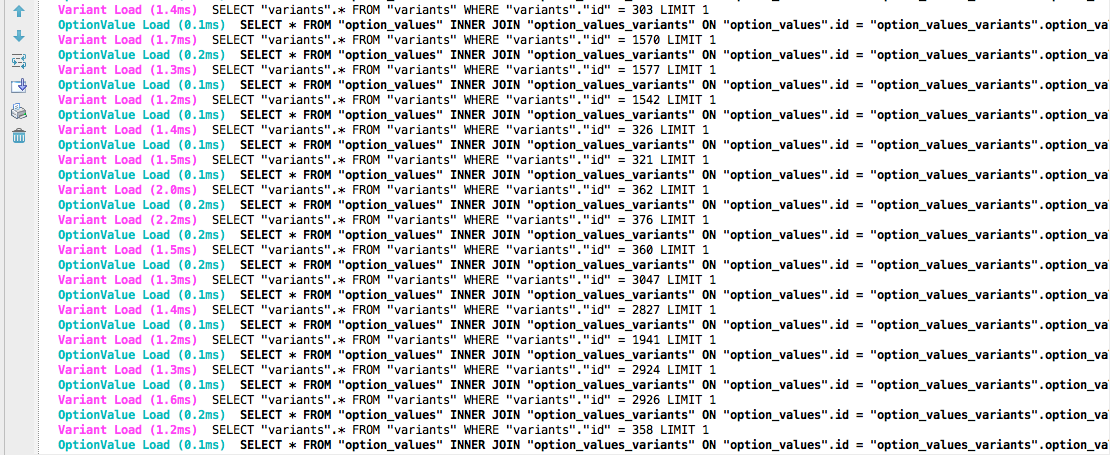 Variant Load (1.4ms) SELECT "variants".* FROM "variants" WHERE "variants"."id" = 303 LIMIT 1
OptionValue Load (0.1ms) SELECT * FROM "option_values" INNER JOIN "option_values_variants" ON "option_values".id = "option_values_variants".option_va
Variant Load (1.7ms) SELECT "variants".* FROM "variants" WHERE "variants"."id" = 1570 LIMIT 1
OptionValue Load (0.2ms) SELECT * FROM "option_values" INNER JOIN "option_values_variants" ON "option_values".id = "option_values_variants".option_va
Variant Load (1.3ms) SELECT "variants".* FROM "variants" WHERE "variants"."id" = 1577 LIMIT 1
OptionValue Load (0.1ms) SELECT * FROM "option_values" INNER JOIN "option_values_variants" ON "option_values".id = "option_values_variants".option_va
Variant Load (1.2ms) SELECT "variants".* FROM "variants" WHERE "variants"."id" = 1542 LIMIT 1
OptionValue Load (0.1ms) SELECT * FROM "option_values" INNER JOIN "option_values_variants" ON "option_values".id = "option_values_variants".option_va
Variant Load (1.4ms) SELECT "variants".* FROM "variants" WHERE "variants"."id" = 326 LIMIT 1
OptionValue Load (0.1ms) SELECT * FROM "option_values" INNER JOIN "option_values_variants" ON "option_values".id = "option_values_variants".option_va
Variant Load (1.5ms) SELECT "variants".* FROM "variants" WHERE "variants"."id" = 321 LIMIT 1
OptionValue Load (0.1ms) SELECT * FROM "option_values" INNER JOIN "option_values_variants" ON "option_values".id = "option_values_variants".option_va
Variant Load (2.0ms) SELECT "variants".* FROM "variants" WHERE "variants"."id" = 362 LIMIT 1
OptionValue Load (0.2ms) SELECT * FROM "option_values" INNER JOIN "option_values_variants" ON "option_values".id = "option_values_variants".option_va
Variant Load (2.2ms) SELECT "variants".* FROM "variants" WHERE "variants"."id" = 376 LIMIT 1
OptionValue Load (0.2ms) SELECT * FROM "option_values" INNER JOIN "option_values_variants" ON "option_values".id = "option_values_variants".option_va
Variant Load (1.5ms) SELECT "variants".* FROM "variants" WHERE "variants"."id" = 360 LIMIT 1
OptionValue Load (0.2ms) SELECT * FROM "option_values" INNER JOIN "option_values_variants" ON "option_values".id = "option_values_variants".option_va
Variant Load (1.3ms) SELECT "variants".* FROM "variants" WHERE "variants"."id" = 3047 LIMIT 1
OptionValue Load (0.1ms) SELECT * FROM "option_values" INNER JOIN "option_values_variants" ON "option_values".id = "option_values_variants".option_va
Variant Load (1.4ms) SELECT "variants".* FROM "variants" WHERE "variants"."id" = 2827 LIMIT 1
OptionValue Load (0.1ms) SELECT * FROM "option_values" INNER JOIN "option_values_variants" ON "option_values".id = "option_values_variants".option_va
Variant Load (1.2ms) SELECT "variants".* FROM "variants" WHERE "variants"."id" = 1941 LIMIT 1
OptionValue Load (0.1ms) SELECT * FROM "option_values" INNER JOIN "option_values_variants" ON "option_values".id = "option_values_variants".option_va
Variant Load (1.3ms) SELECT "variants".* FROM "variants" WHERE "variants"."id" = 2924 LIMIT 1
OptionValue Load (0.1ms) SELECT * FROM "option_values" INNER JOIN "option_values_variants" ON "option_values".id = "option_values_variants".option_va
Variant Load (1.6ms) SELECT "variants".* FROM "variants" WHERE "variants"."id" = 2926 LIMIT 1
OptionValue Load (0.2ms) SELECT * FROM "option_values" INNER JOIN "option_values_variants" ON "option_values".id = "option_values_variants".option_va
Variant Load (1.2ms) SELECT "variants".* FROM "variants" WHERE "variants"."id" = 358 LIMIT 1
OptionValue Load (0.1ms) SELECT * FROM "option_values" INNER JOIN "option_values_variants" ON "option_values".id = "option_values_variants".option_va